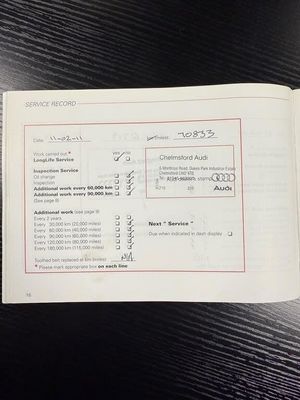 SERVICE RECORD
Date: 11-02-11
km/miles: 70833
Work carried out *
yes no
LongLife Service
Chelmsford Audi
Inspection Service
Oil change
Inspection
Additional work every 60,000 km
Additional work every 90,000 km
(See page 8)
stamp
Audi
Additional work (see page 9)
Every 2 years
Every 30,000 km (20,000 miles)
Every 60,000 km (40,000 miles)
Every 90,000 km (60,000 miles)
Every 120,000 km (80,000 miles)
Every 180,000 km (115,000 miles)
Next "Service"
Due when indicated in dash display
Toothed belt replaced at km (miles) N/A
* Please mark appropriate box on each line